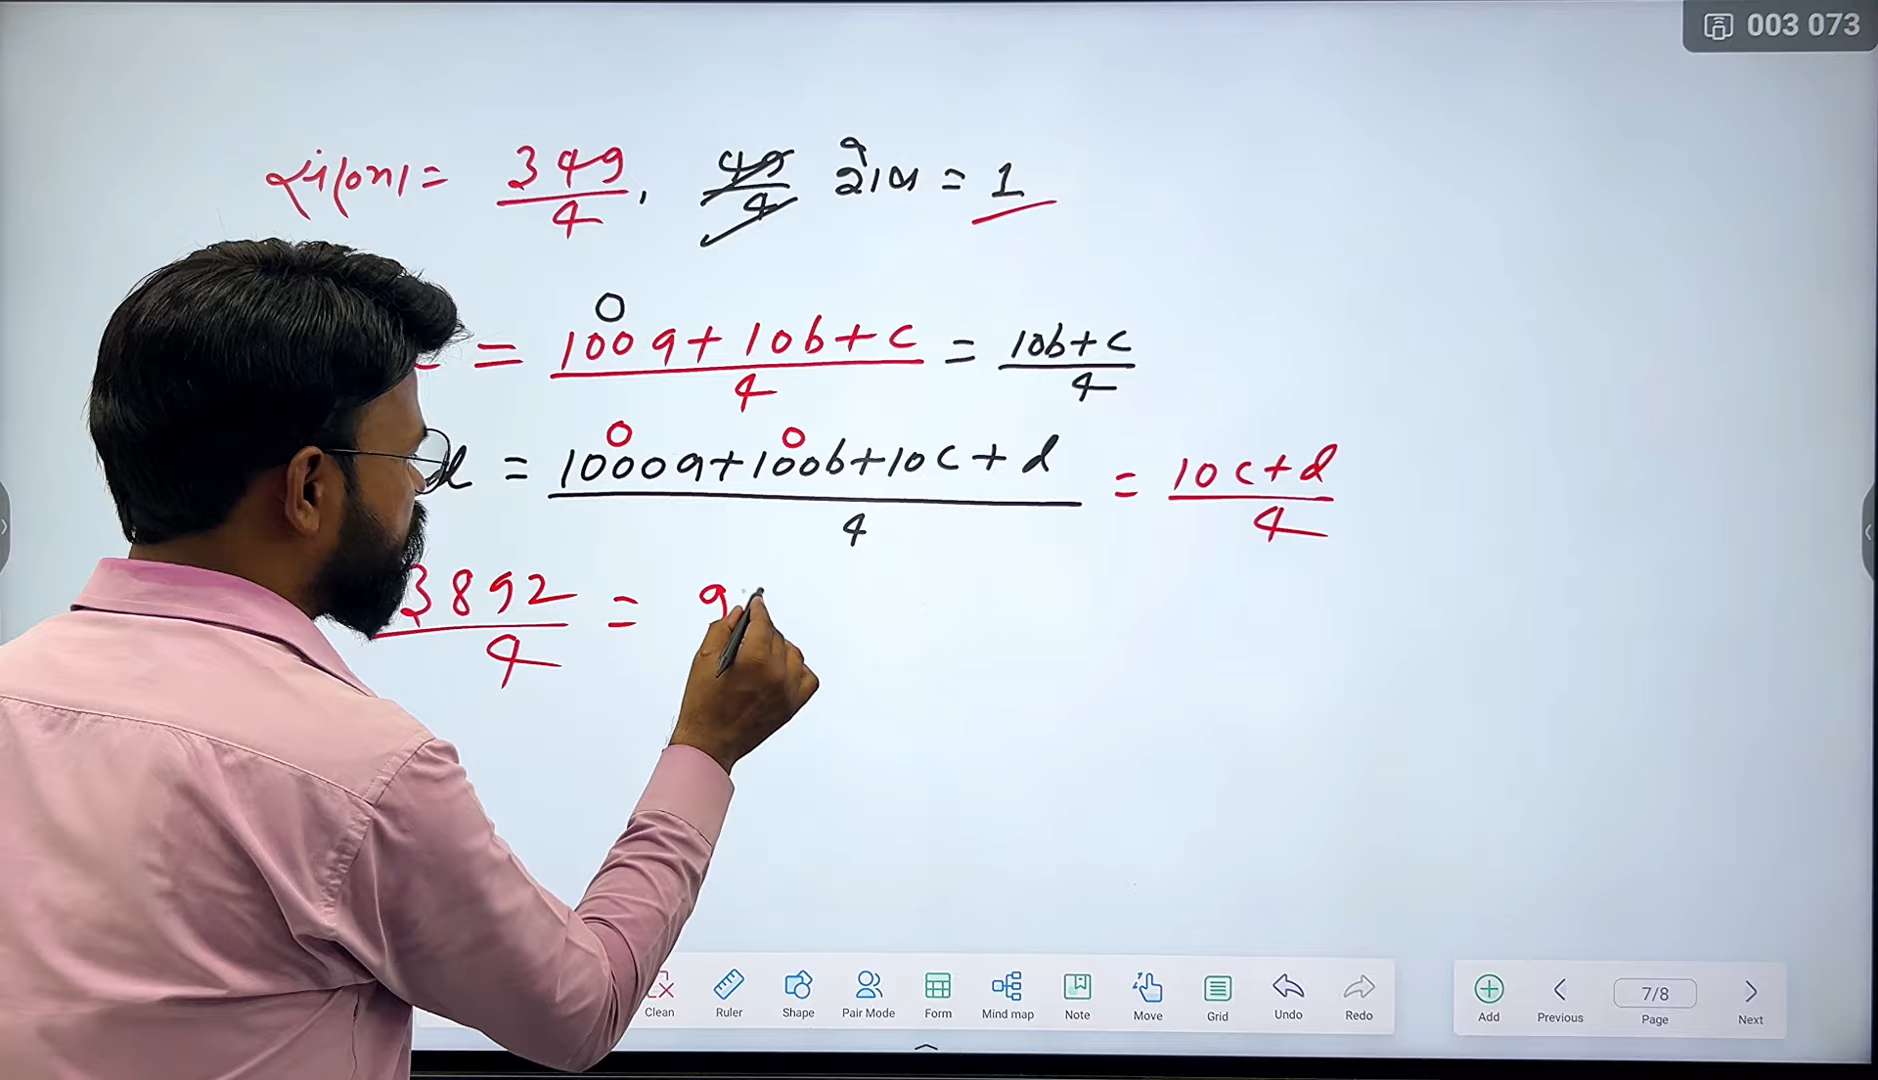 003 073
= 349/4, 49/4 = 1
0
= 100a+10b+c/4 = 10b+c/4
0 0
= 1000a+100b+10c+d/4 = 10c+d/4
3892/4 = 9
Clean Ruler Shape Pair Mode Form Mind map Note Move Grid Undo Redo Add Previous 7/8 Page Next